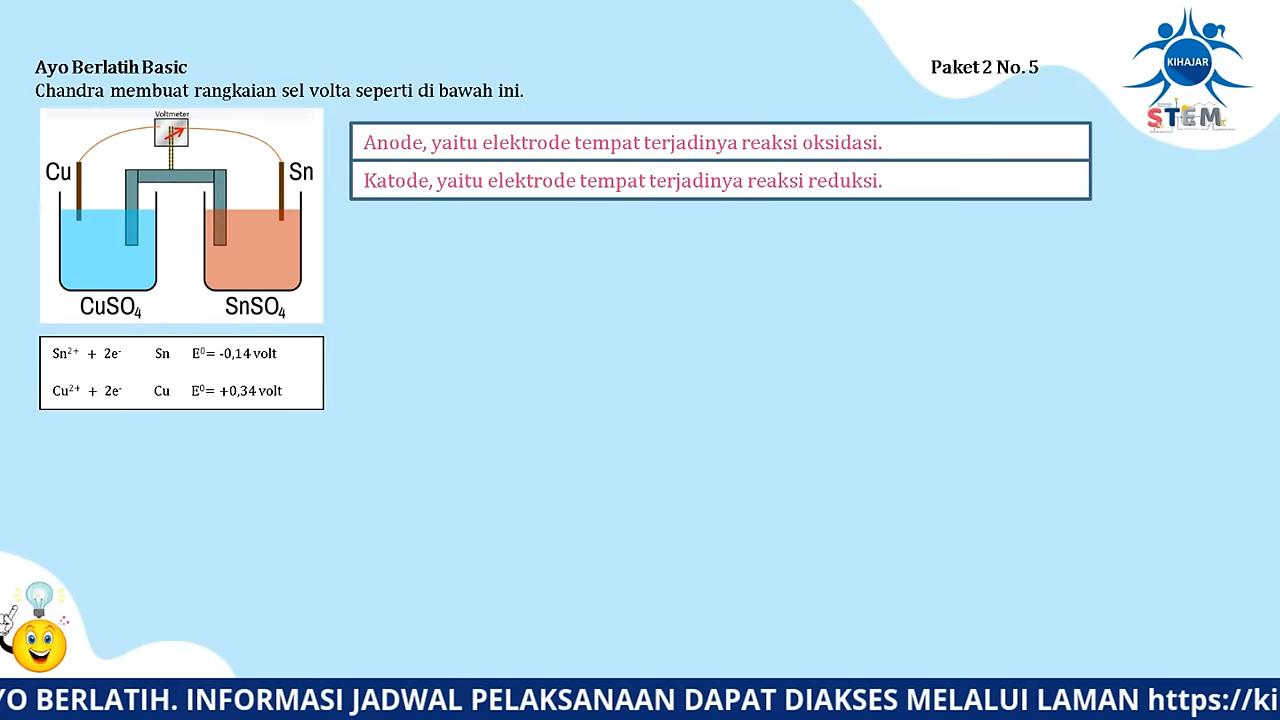 Ayo Berlatih Basic
Paket 2 No. 5
Chandra membuat rangkaian sel volta seperti di bawah ini.
KIHAJAR
STEM
Voltmeter
Cu
Sn
CuSO₄
SnSO₄
Anode, yaitu elektrode tempat terjadinya reaksi oksidasi.
Katode, yaitu elektrode tempat terjadinya reaksi reduksi.
Sn²⁺ + 2e⁻ Sn E⁰= -0,14 volt
Cu²⁺ + 2e⁻ Cu E⁰= +0,34 volt
YO BERLATIH. INFORMASI JADWAL PELAKSANAAN DAPAT DIAKSES MELALUI LAMAN https://ki